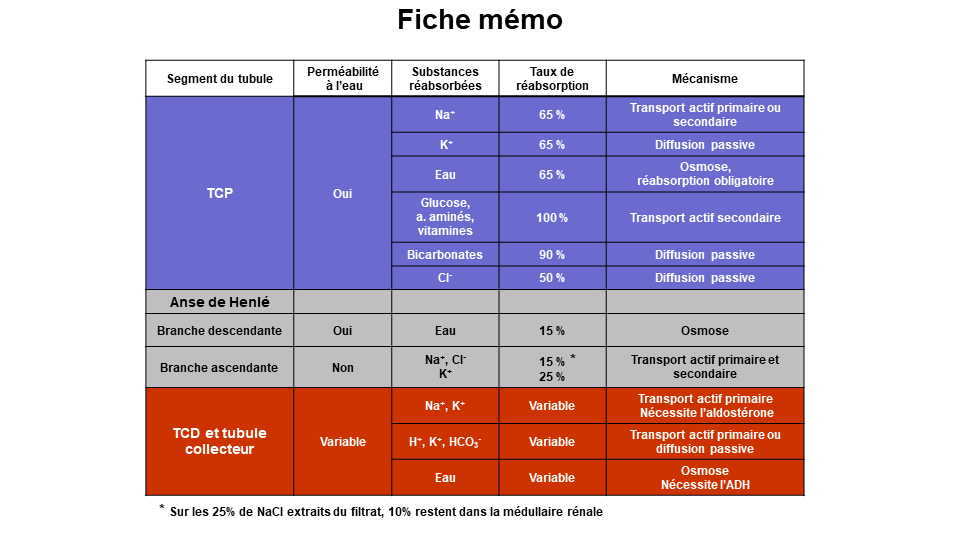 Fiche mémo
Segment du tubule
Perméabilité
à l'eau
Substances
réabsorbées
Taux de
réabsorption
Mécanisme
TCP
Oui
Na⁺
65 %
Transport actif primaire ou
secondaire
K⁺
65 %
Diffusion passive
Eau
65 %
Osmose,
réabsorption obligatoire
Glucose,
a. aminés,
vitamines
100 %
Transport actif secondaire
Bicarbonates
90 %
Diffusion passive
Cl⁻
50 %
Diffusion passive
Anse de Henlé
Branche descendante
Oui
Eau
15 %
Osmose
Branche ascendante
Non
Na⁺, Cl⁻
K⁺
15 % *
25 %
Transport actif primaire et
secondaire
TCD et tubule
collecteur
Variable
Na⁺, K⁺
Variable
Transport actif primaire
Nécessite l'aldostérone
H⁺, K⁺, HCO₃⁻
Variable
Transport actif primaire ou
diffusion passive
Eau
Variable
Osmose
Nécessite l'ADH
* Sur les 25% de NaCl extraits du filtrat, 10% restent dans la médullaire rénale